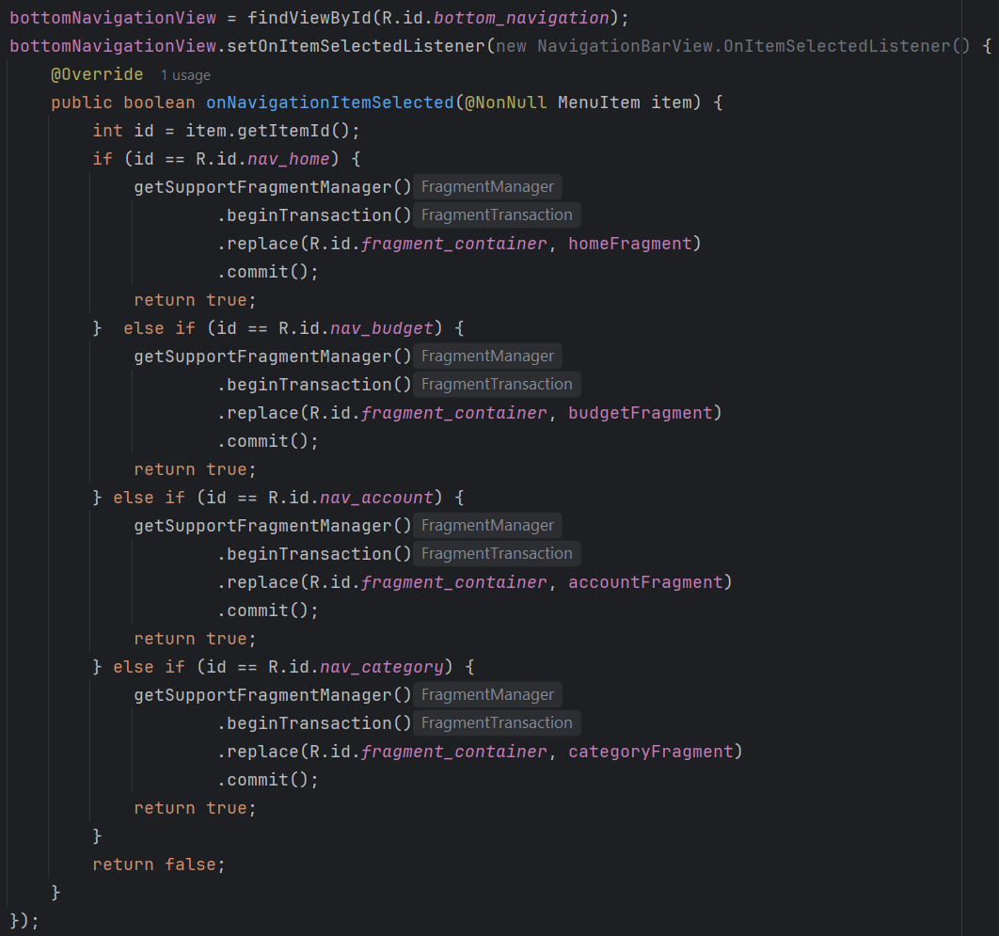 bottomNavigationView = findViewById(R.id.bottom_navigation);
bottomNavigationView.setOnItemSelectedListener(new NavigationBarView.OnItemSelectedListener() {
    @Override 1 usage
    public boolean onNavigationItemSelected(@NonNull MenuItem item) {
        int id = item.getItemId();
        if (id == R.id.nav_home) {
            getSupportFragmentManager() FragmentManager
                    .beginTransaction() FragmentTransaction
                    .replace(R.id.fragment_container, homeFragment)
                    .commit();
            return true;
        }  else if (id == R.id.nav_budget) {
            getSupportFragmentManager() FragmentManager
                    .beginTransaction() FragmentTransaction
                    .replace(R.id.fragment_container, budgetFragment)
                    .commit();
            return true;
        } else if (id == R.id.nav_account) {
            getSupportFragmentManager() FragmentManager
                    .beginTransaction() FragmentTransaction
                    .replace(R.id.fragment_container, accountFragment)
                    .commit();
            return true;
        } else if (id == R.id.nav_category) {
            getSupportFragmentManager() FragmentManager
                    .beginTransaction() FragmentTransaction
                    .replace(R.id.fragment_container, categoryFragment)
                    .commit();
            return true;
        }
        return false;
    }
});